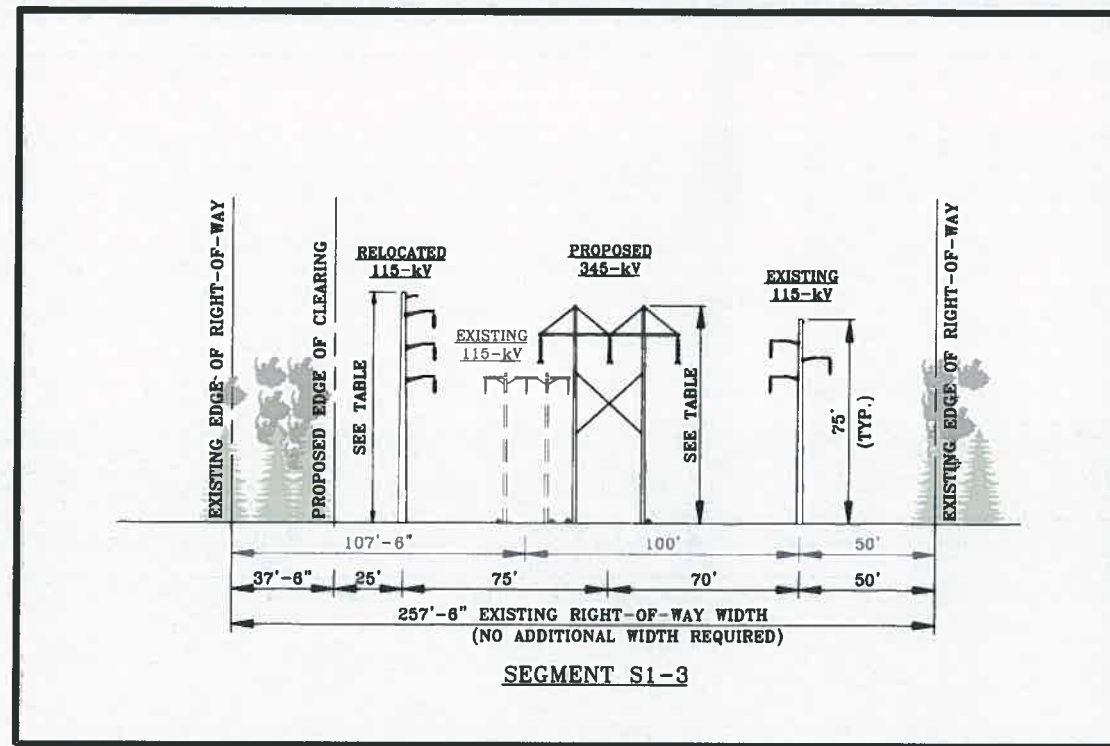 EXISTING EDGE OF RIGHT-OF-WAY
PROPOSED EDGE OF CLEARING
RELOCATED
115-kV
SEE TABLE
EXISTING
115-kV
PROPOSED
345-kV
SEE TABLE
EXISTING
115-kV
75'
(TYP.)
EXISTING EDGE OF RIGHT-OF-WAY
107'-6" 100' 50'
37'-6" 25' 75' 70' 50'
257'-6" EXISTING RIGHT-OF-WAY WIDTH
(NO ADDITIONAL WIDTH REQUIRED)
SEGMENT S1-3